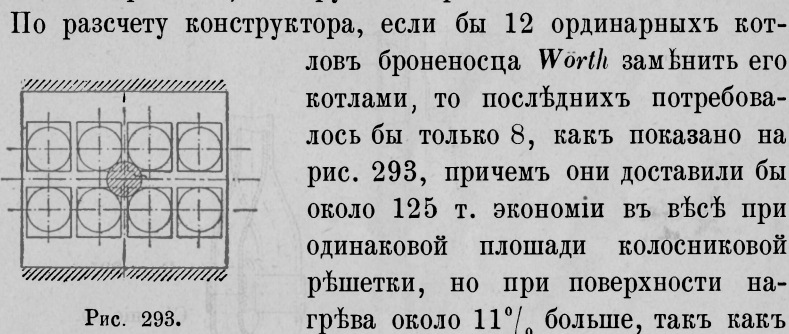 По разсчету конструктора, если бы 12 ординарныхъ кот-
ловъ броненосца Wörth замѣнить его
котлами, то послѣднихъ потребова-
лось бы только 8, какъ показано на
рис. 293, причемъ они доставили бы
около 125 т. экономіи въ вѣсѣ при
одинаковой плошади колосниковой
рѣшетки, но при поверхности на-
грѣва около 11% больше, такъ какъ
Рис. 293.